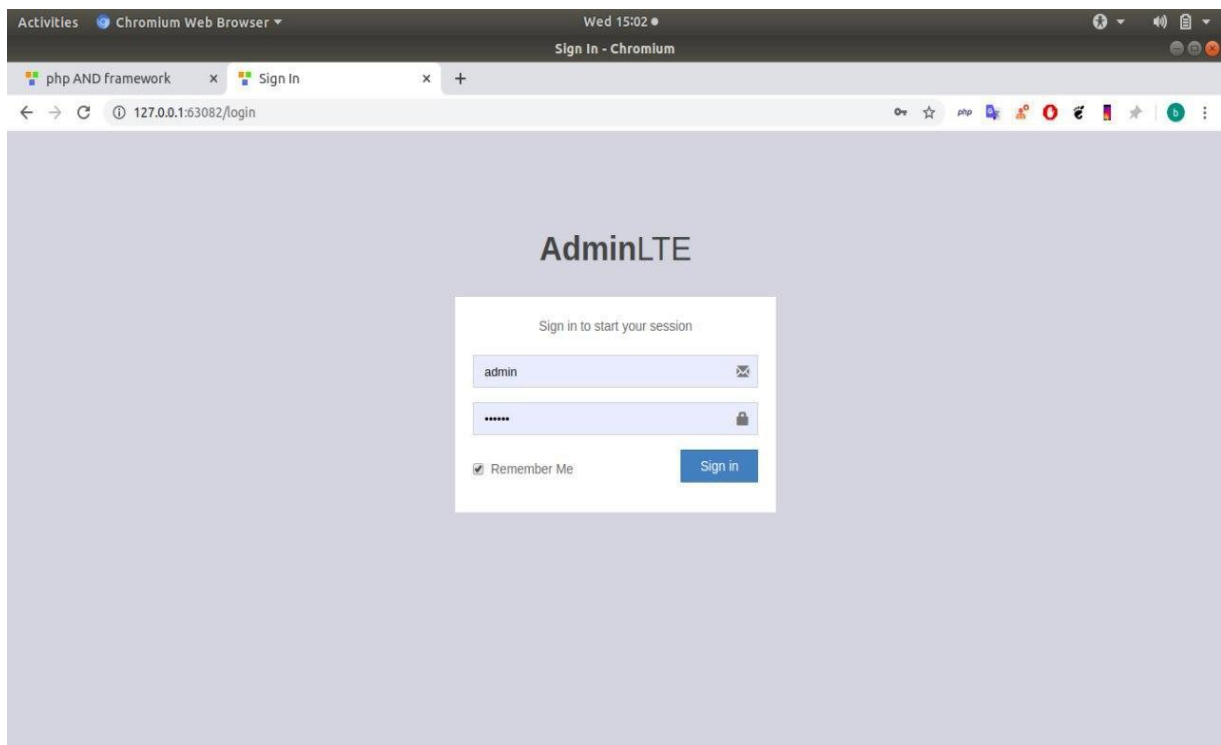 Activities Chromium Web Browser Wed 15:02
Sign In - Chromium
php AND framework Sign In
127.0.0.1:63082/login php b
AdminLTE
Sign in to start your session
admin
••••••
Remember Me Sign in